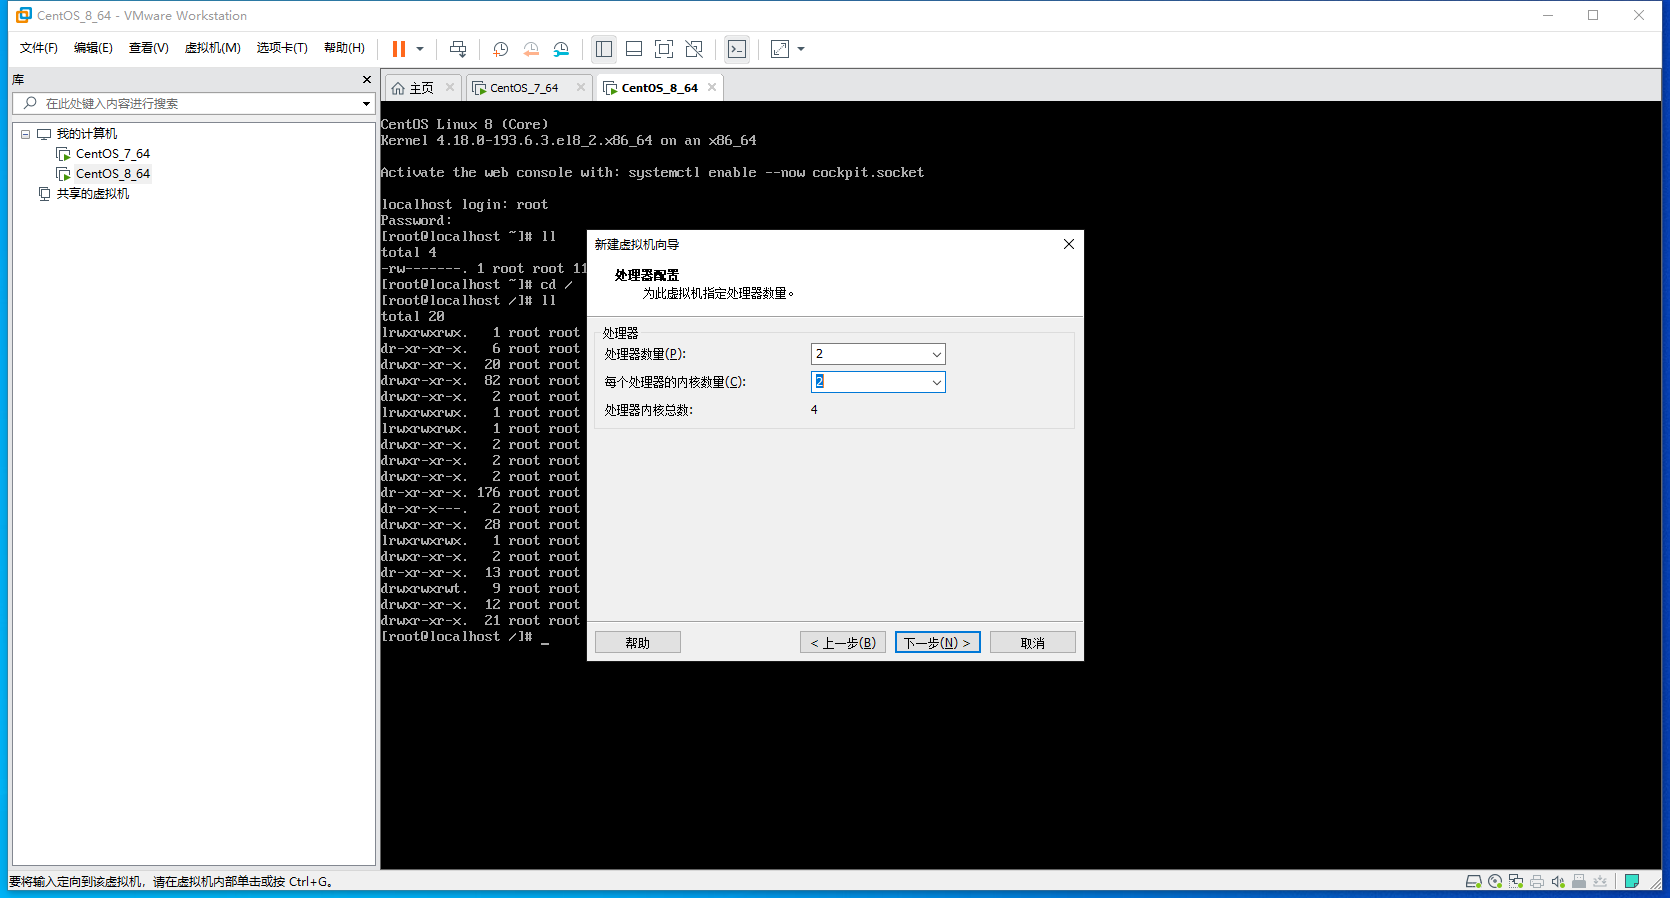 CentOS_8_64 - VMware Workstation
文件(F) 编辑(E) 查看(V) 虚拟机(M) 选项卡(T) 帮助(H)
库
在此处键入内容进行搜索
我的计算机
CentOS_7_64
CentOS_8_64
共享的虚拟机
主页 CentOS_7_64 CentOS_8_64
CentOS Linux 8 (Core)
Kernel 4.18.0-193.6.3.el8_2.x86_64 on an x86_64
Activate the web console with: systemctl enable --now cockpit.socket
localhost login: root
Password:
[root@localhost ~]# ll
total 4
-rw-------. 1 root root 11
[root@localhost ~]# cd /
[root@localhost /]# ll
total 20
lrwxrwxrwx.   1 root root
dr-xr-xr-x.   6 root root
drwxr-xr-x.  20 root root
drwxr-xr-x.  82 root root
drwxr-xr-x.   2 root root
lrwxrwxrwx.   1 root root
lrwxrwxrwx.   1 root root
drwxr-xr-x.   2 root root
drwxr-xr-x.   2 root root
drwxr-xr-x.   2 root root
dr-xr-xr-x. 176 root root
dr-xr-x---.   2 root root
drwxr-xr-x.  28 root root
lrwxrwxrwx.   1 root root
drwxr-xr-x.   2 root root
dr-xr-xr-x.  13 root root
drwxrwxrwt.   9 root root
drwxr-xr-x.  12 root root
drwxr-xr-x.  21 root root
[root@localhost /]# _
新建虚拟机向导
处理器配置
为此虚拟机指定处理器数量。
处理器
处理器数量(P): 2
每个处理器的内核数量(C): 2
处理器内核总数: 4
帮助 < 上一步(B) 下一步(N) > 取消
要将输入定向到该虚拟机，请在虚拟机内部单击或按 Ctrl+G。